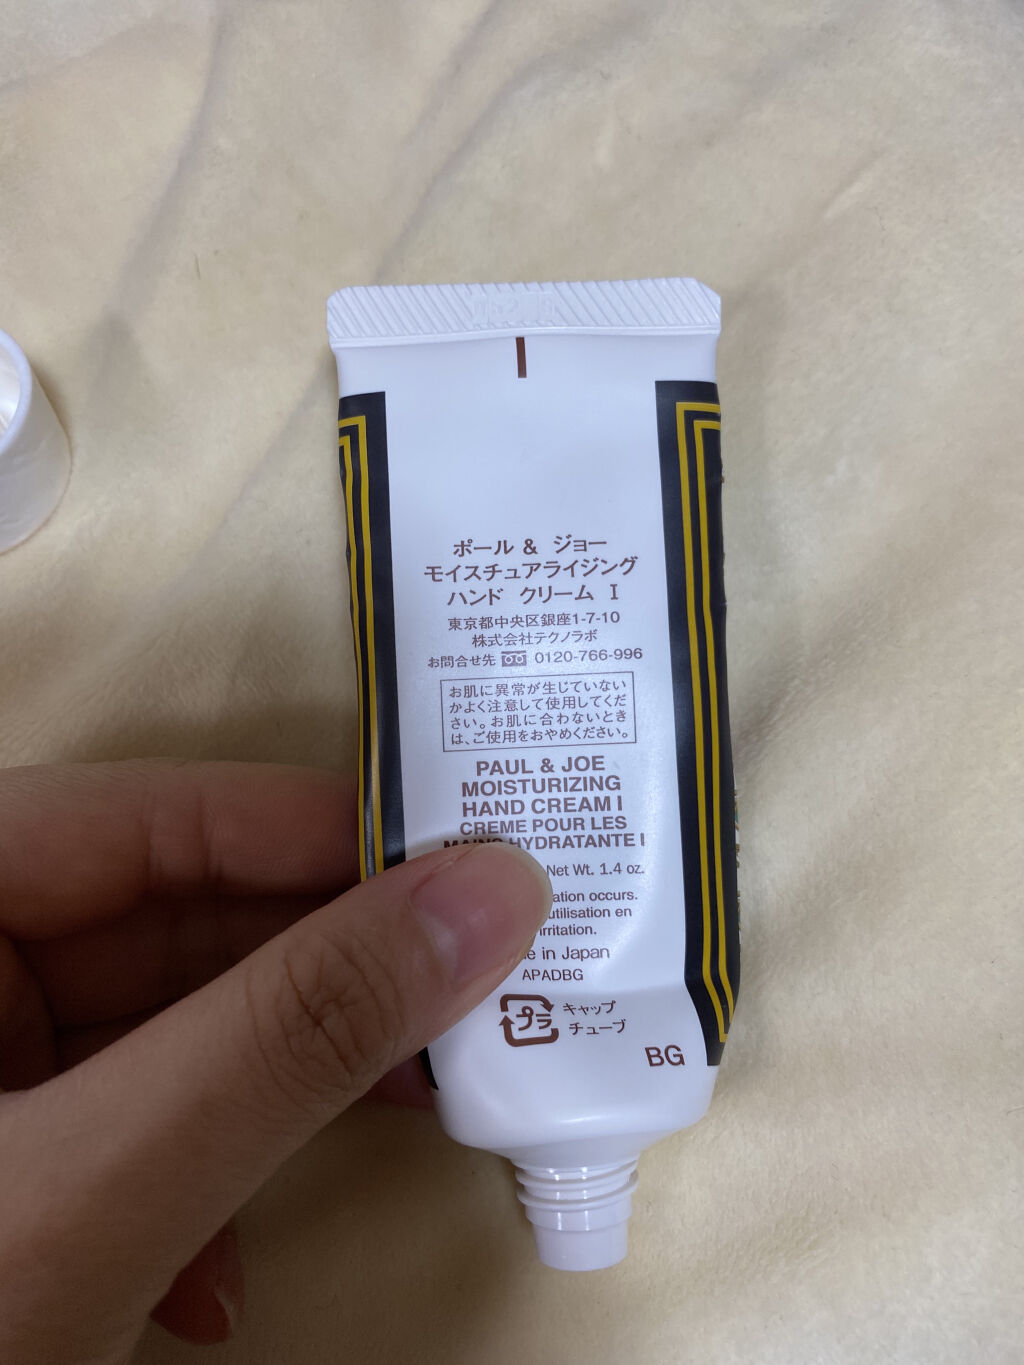 ポール & ジョー
モイスチュアライジング
ハンド クリーム I
東京都中央区銀座1-7-10
株式会社テクノラボ
お問合せ先 0120-766-996
お肌に異常が生じていない
かよく注意して使用してくだ
さい。お肌に合わないとき
は、ご使用をおやめください。
PAUL & JOE
MOISTURIZING
HAND CREAM I
CREME POUR LES
MAINS HYDRATANTE I
Net Wt. 1.4 oz.
occurs.
utilisation en
irritation.
in Japan
APADBG
プラ キャップ
チューブ
BG